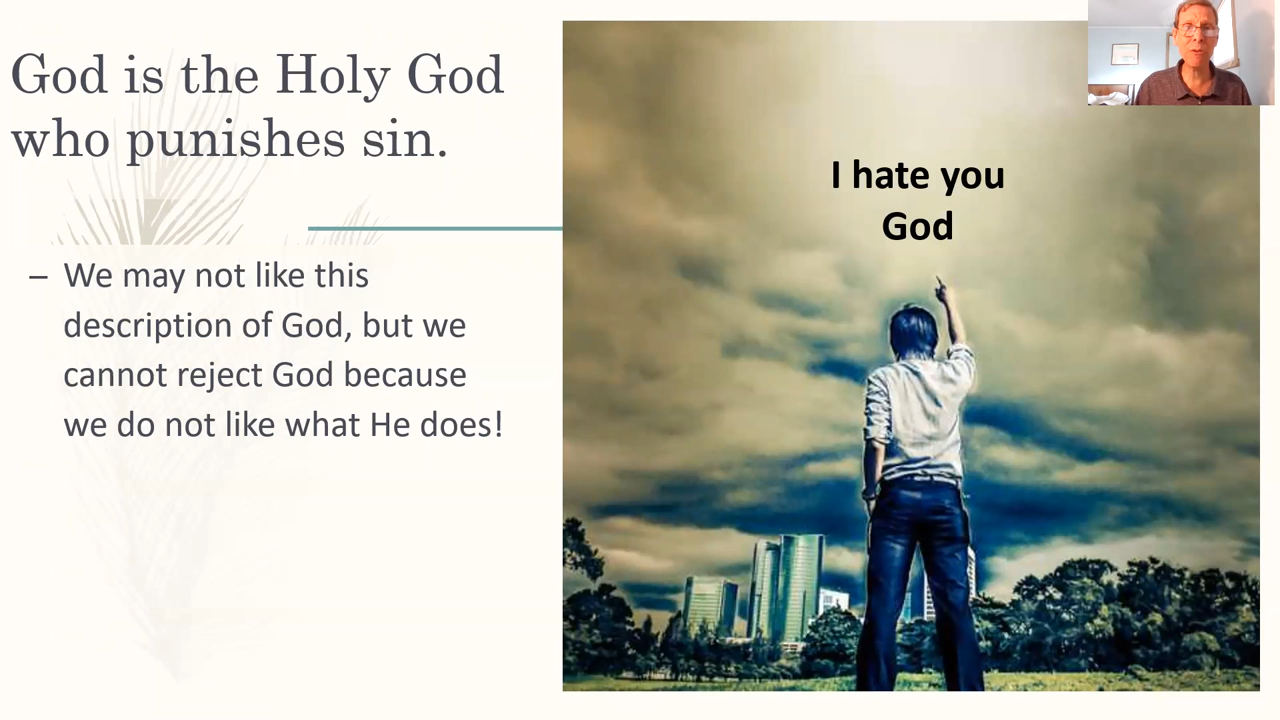 God is the Holy God
who punishes sin.
– We may not like this
description of God, but we
cannot reject God because
we do not like what He does!
I hate you
God